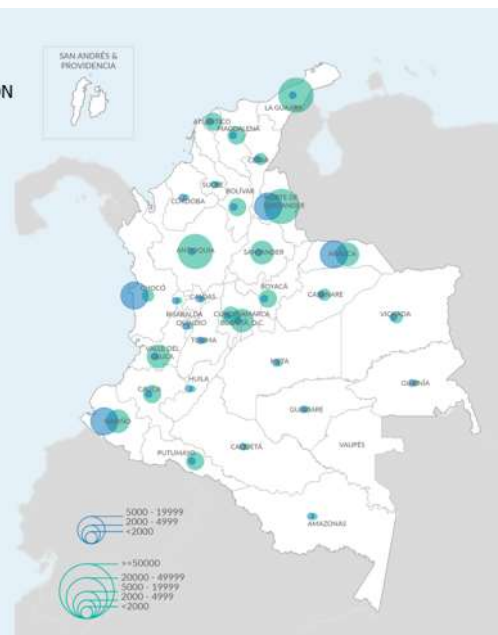 ÓN
SAN ANDRÉS &
PROVIDENCIA
LA GUAJIRA
ATLÁNTICO
MAGDALENA
CESAR
SUCRE
CÓRDOBA
BOLÍVAR
NORTE DE
SANTANDER
ANTIOQUIA
SANTANDER
ARAUCA
CHOCÓ
CALDAS
BOYACÁ
CASANARE
RISARALDA
CUNDINAMARCA
BOGOTÁ, D.C.
VICHADA
QUINDÍO
TOLIMA
VALLE DEL
CAUCA
META
HUILA
GUAINÍA
CAUCA
GUAVIARE
NARIÑO
CAQUETÁ
VAUPÉS
PUTUMAYO
AMAZONAS
5000 - 19999
2000 - 4999
<2000
>=50000
20000 - 49999
5000 - 19999
2000 - 4999
<2000